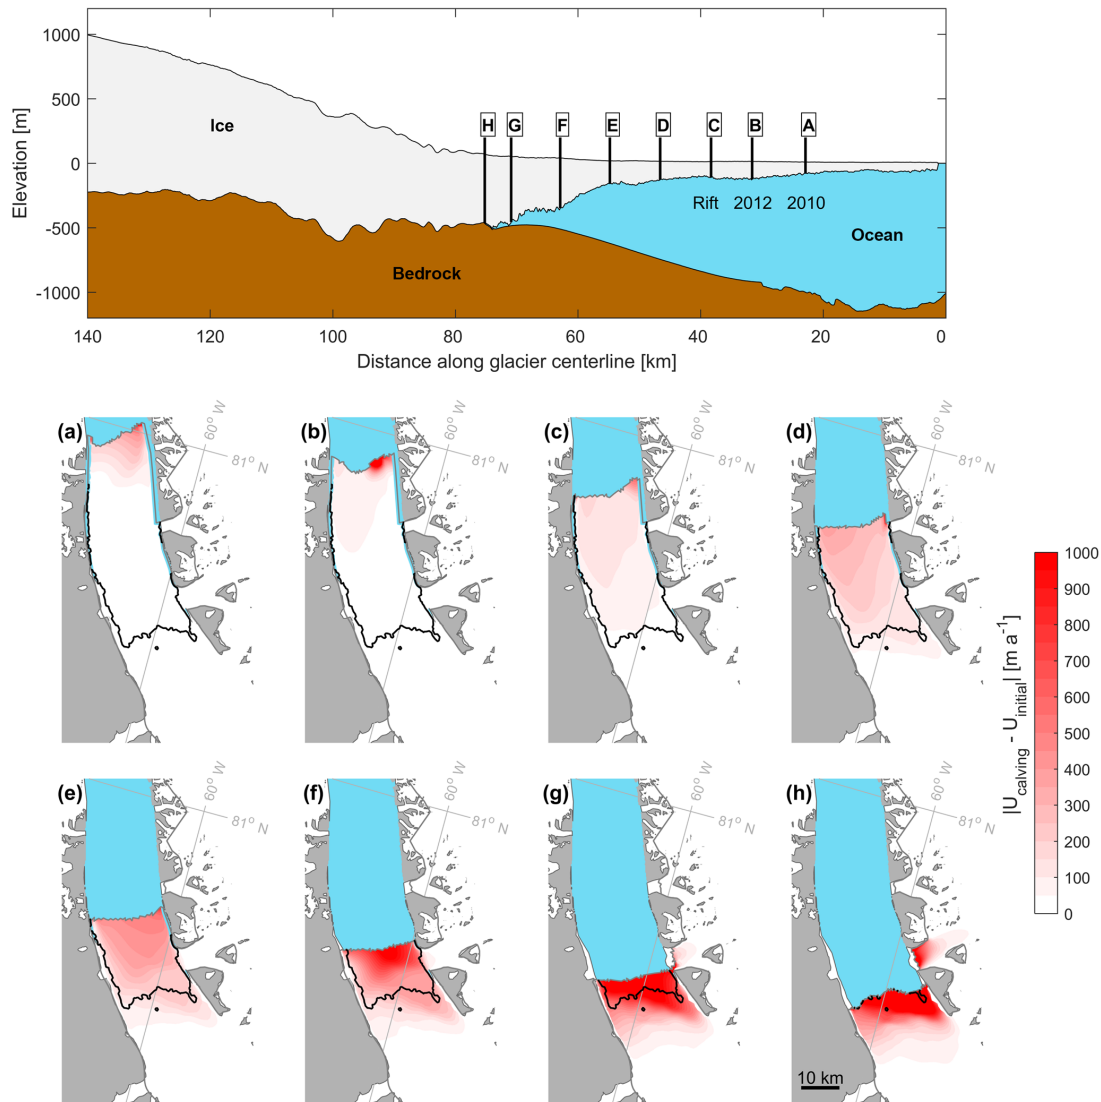 1000
500
0
-500
-1000
Elevation [m]
Ice
H G F E D C B A
Rift 2012 2010
Ocean
Bedrock
140 120 100 80 60 40 20 0
Distance along glacier centerline [km]
(a) 60° W 81° N
(b) 60° W 81° N
(c) 60° W 81° N
(d) 60° W 81° N
(e) 60° W 81° N
(f) 60° W 81° N
(g) 60° W 81° N
(h) 60° W 81° N
10 km
|Ucalving - Uinitial| [m a-1]
1000
900
800
700
600
500
400
300
200
100
0